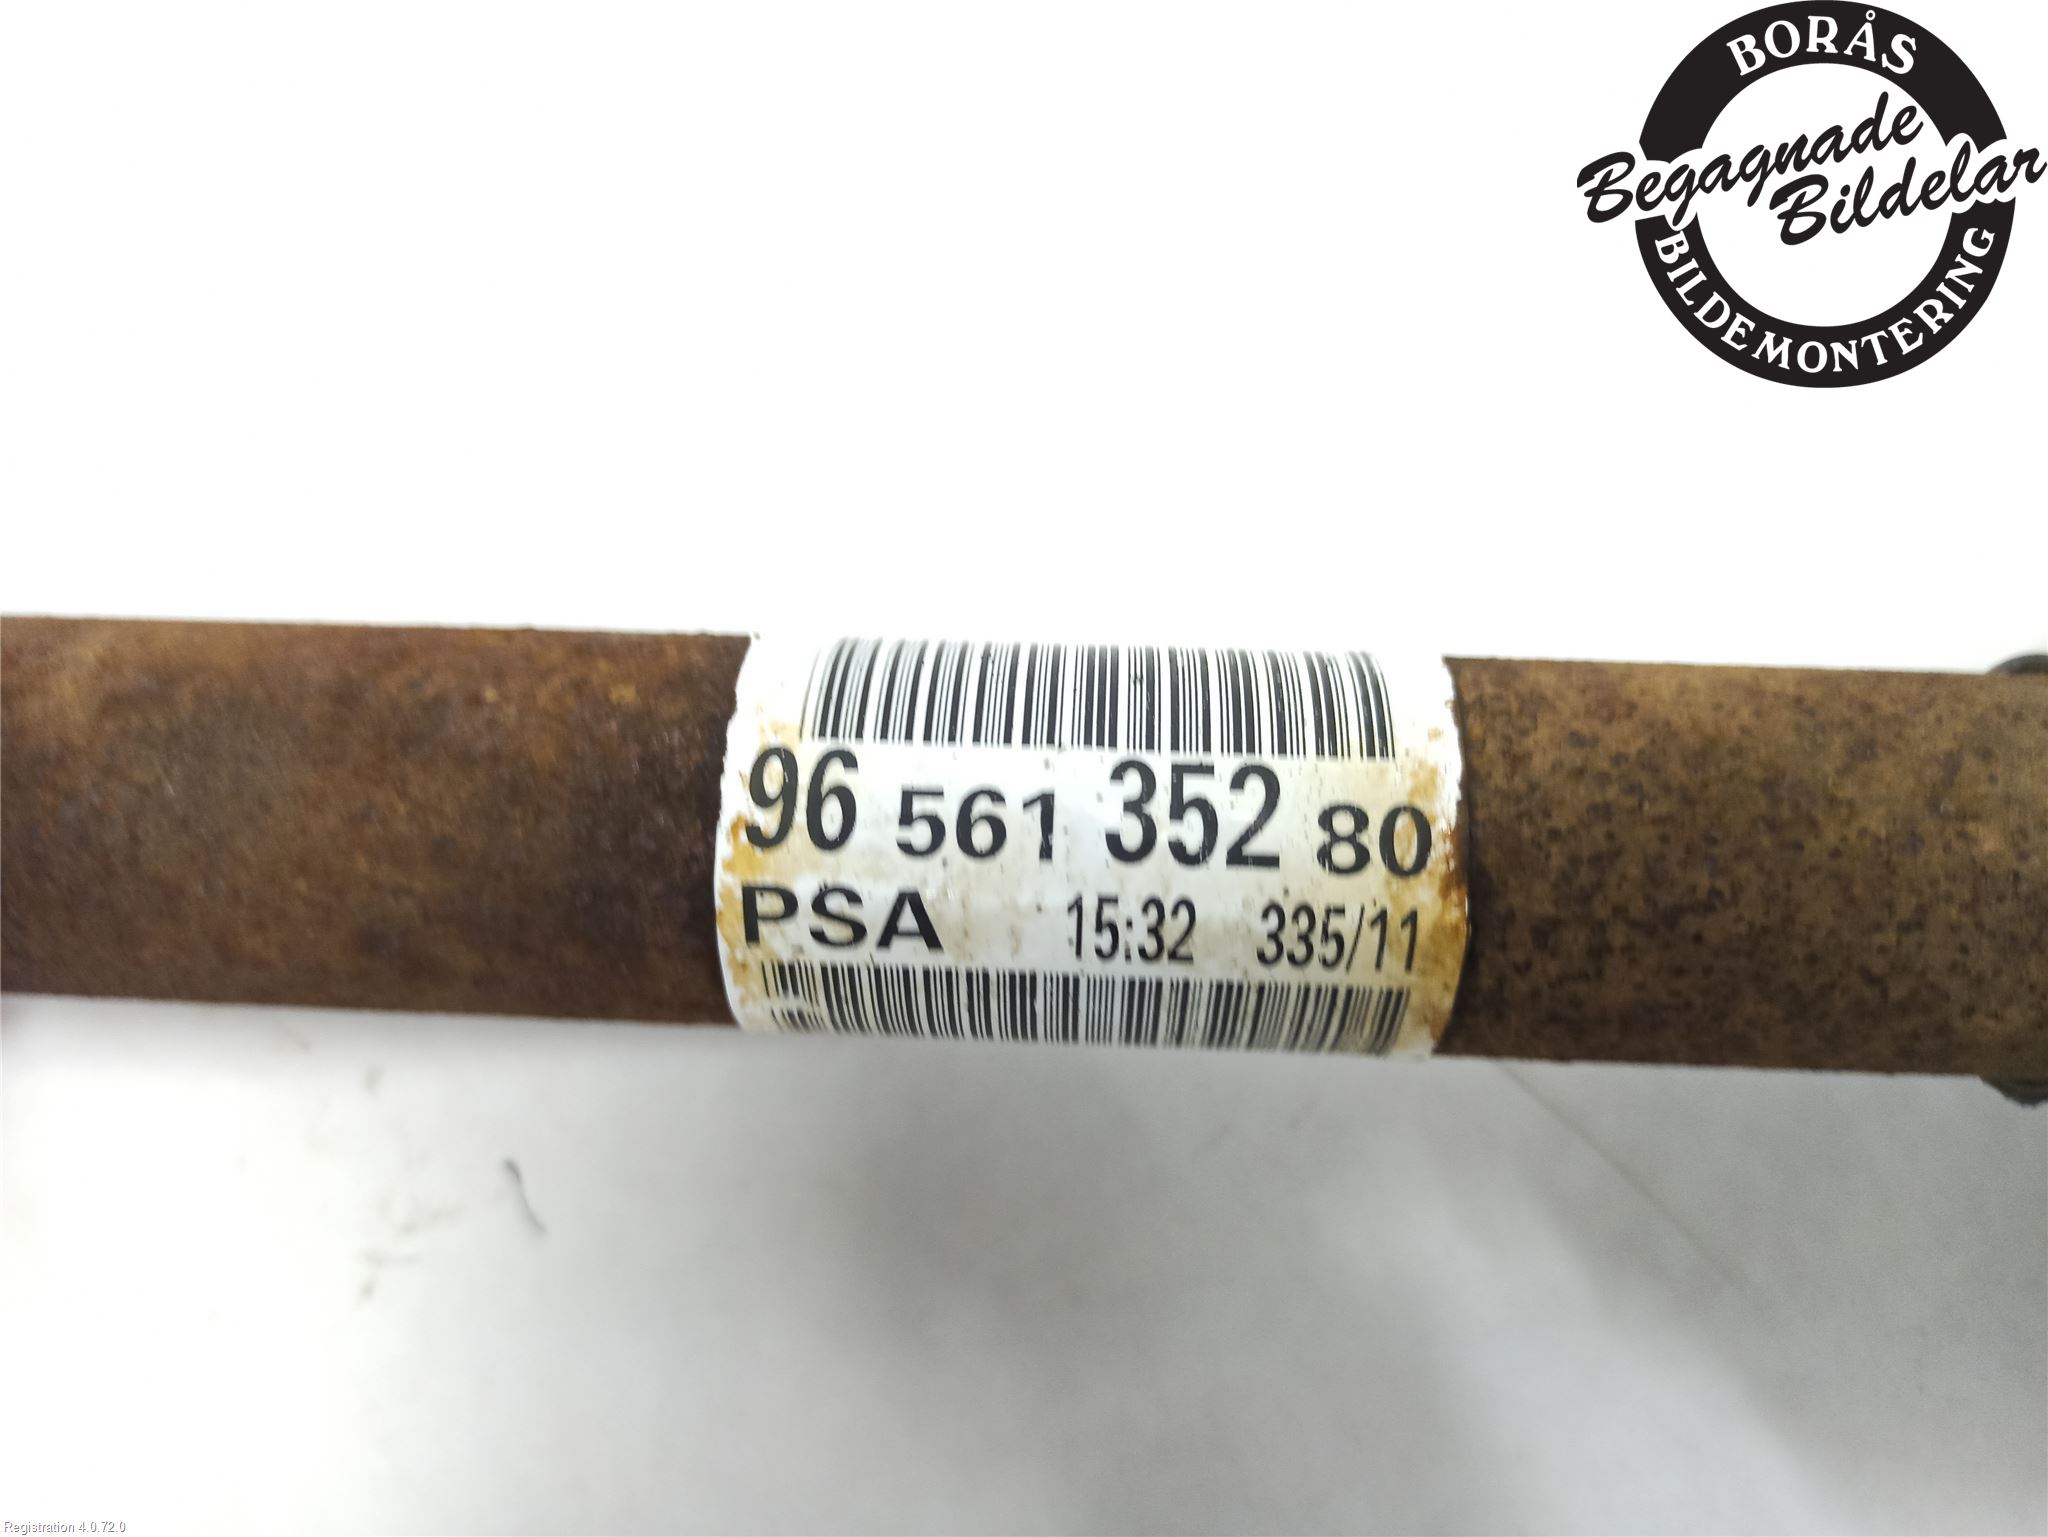 BORÅS
Begagnade
Bildelar
BILDEMONTERING
96 561 352 80
PSA 15:32 335/11
Registration 4.0.72.0